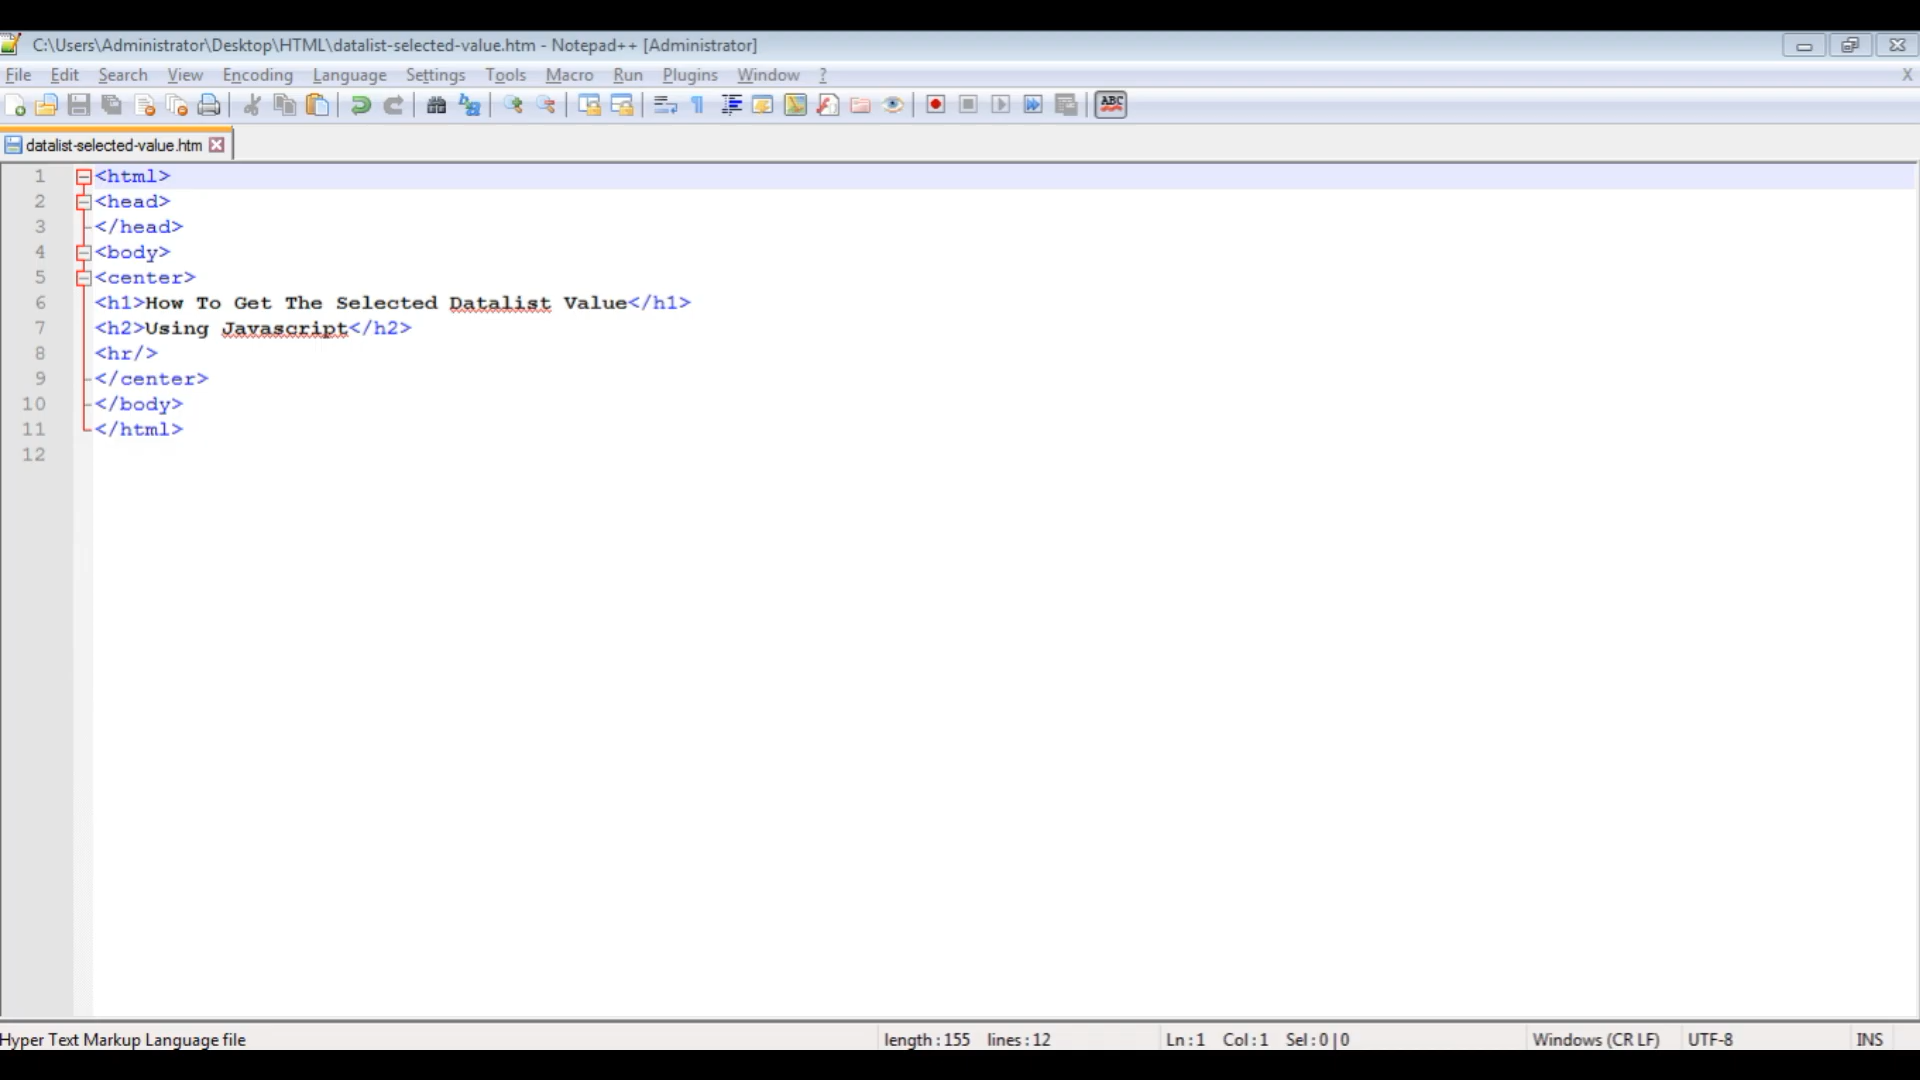 C:\Users\Administrator\Desktop\HTML\datalist-selected-value.htm - Notepad++ [Administrator]
File Edit Search View Encoding Language Settings Tools Macro Run Plugins Window ? X
ABC
datalist-selected-value.htm
1 <html>
2 <head>
3 </head>
4 <body>
5 <center>
6 <h1>How To Get The Selected Datalist Value</h1>
7 <h2>Using Javascript</h2>
8 <hr/>
9 </center>
10 </body>
11 </html>
12
Hyper Text Markup Language file length : 155 lines : 12 Ln : 1 Col : 1 Sel : 0 | 0 Windows (CR LF) UTF-8 INS